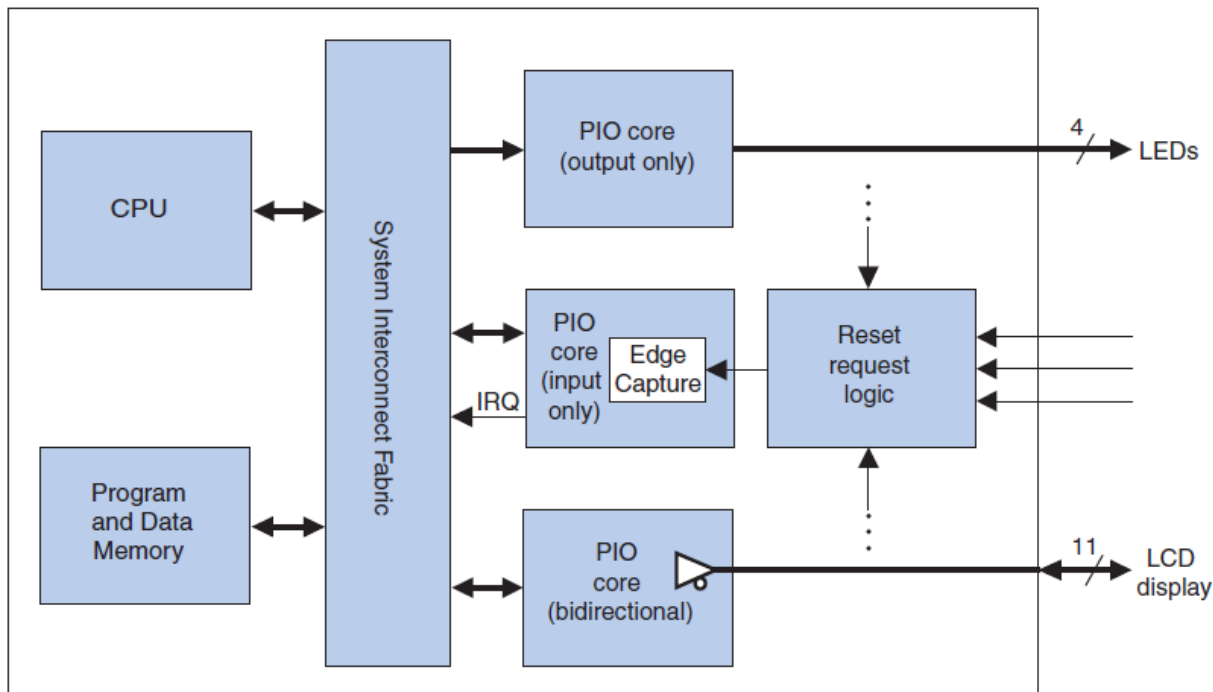 CPU
Program
and Data
Memory
System Interconnect Fabric
PIO core
(output only)
4
LEDs
PIO
core
(input
only)
Edge
Capture
IRQ
Reset
request
logic
PIO
core
(bidirectional)
11
LCD
display